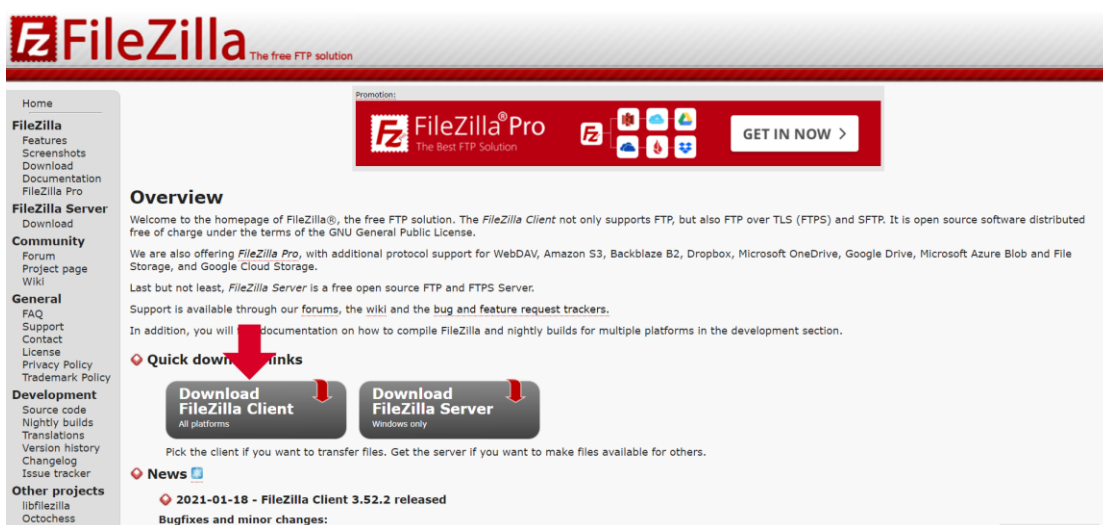 FileZilla The free FTP solution
Home
FileZilla
Features
Screenshots
Download
Documentation
FileZilla Pro
FileZilla Server
Download
Community
Forum
Project page
Wiki
General
FAQ
Support
Contact
License
Privacy Policy
Trademark Policy
Development
Source code
Nightly builds
Translations
Version history
Changelog
Issue tracker
Other projects
libfilezilla
Octochess
Promotion:
FileZilla® Pro
The Best FTP Solution
GET IN NOW >
Overview
Welcome to the homepage of FileZilla®, the free FTP solution. The FileZilla Client not only supports FTP, but also FTP over TLS (FTPS) and SFTP. It is open source software distributed
free of charge under the terms of the GNU General Public License.
We are also offering FileZilla Pro, with additional protocol support for WebDAV, Amazon S3, Backblaze B2, Dropbox, Microsoft OneDrive, Google Drive, Microsoft Azure Blob and File
Storage, and Google Cloud Storage.
Last but not least, FileZilla Server is a free open source FTP and FTPS Server.
Support is available through our forums, the wiki and the bug and feature request trackers.
In addition, you will documentation on how to compile FileZilla and nightly builds for multiple platforms in the development section.
Quick links
Download
FileZilla Client
All platforms
Download
FileZilla Server
Windows only
Pick the client if you want to transfer files. Get the server if you want to make files available for others.
News
2021-01-18 - FileZilla Client 3.52.2 released
Bugfixes and minor changes: